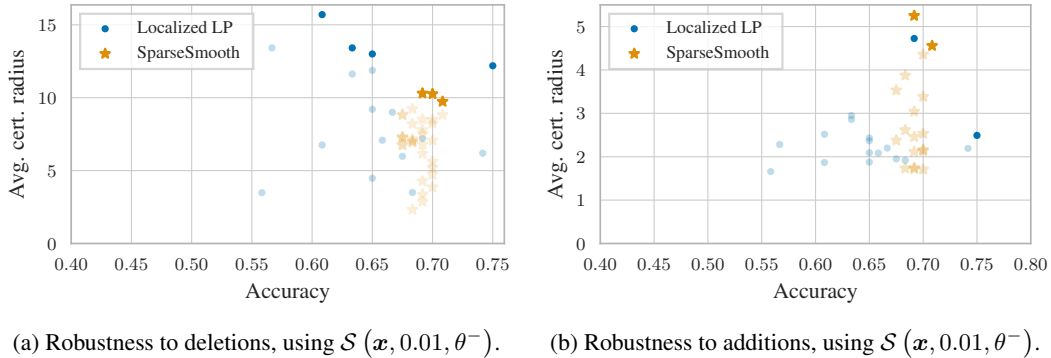 15
10
5
0
Avg. cert. radius
Localized LP
SparseSmooth
0.40 0.45 0.50 0.55 0.60 0.65 0.70 0.75
Accuracy
(a) Robustness to deletions, using 𝒮 (𝒙, 0.01, θ⁻).
5
4
3
2
1
0
Avg. cert. radius
Localized LP
SparseSmooth
0.40 0.45 0.50 0.55 0.60 0.65 0.70 0.75 0.80
Accuracy
(b) Robustness to additions, using 𝒮 (𝒙, 0.01, θ⁻).